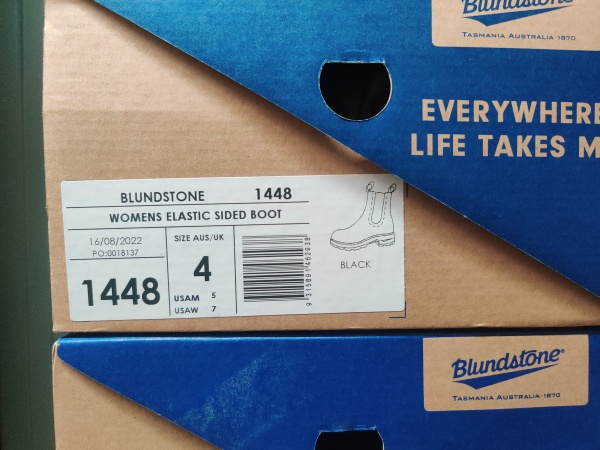 Blundstone
TASMANIA AUSTRALIA·1870
EVERYWHERE
LIFE TAKES M
BLUNDSTONE 1448
WOMENS ELASTIC SIDED BOOT
16/08/2022
PO:0018137
1448
SIZE AUS/UK
4
USAM 5
USAW 7
9315891462938
BLACK
Blundstone®
TASMANIA AUSTRALIA·1870